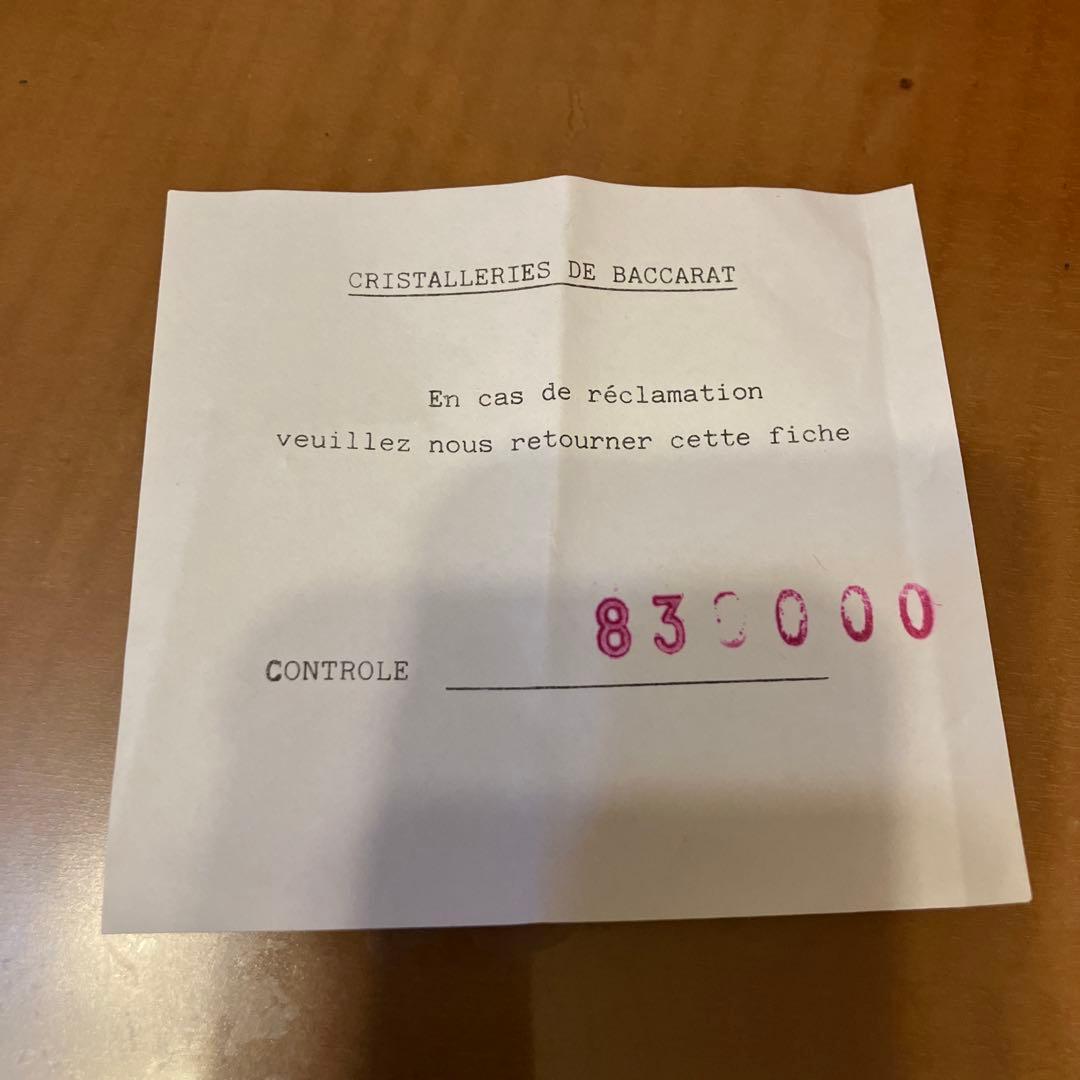 CRISTALLERIES DE BACCARAT
En cas de réclamation
veuillez nous retourner cette fiche
CONTROLE